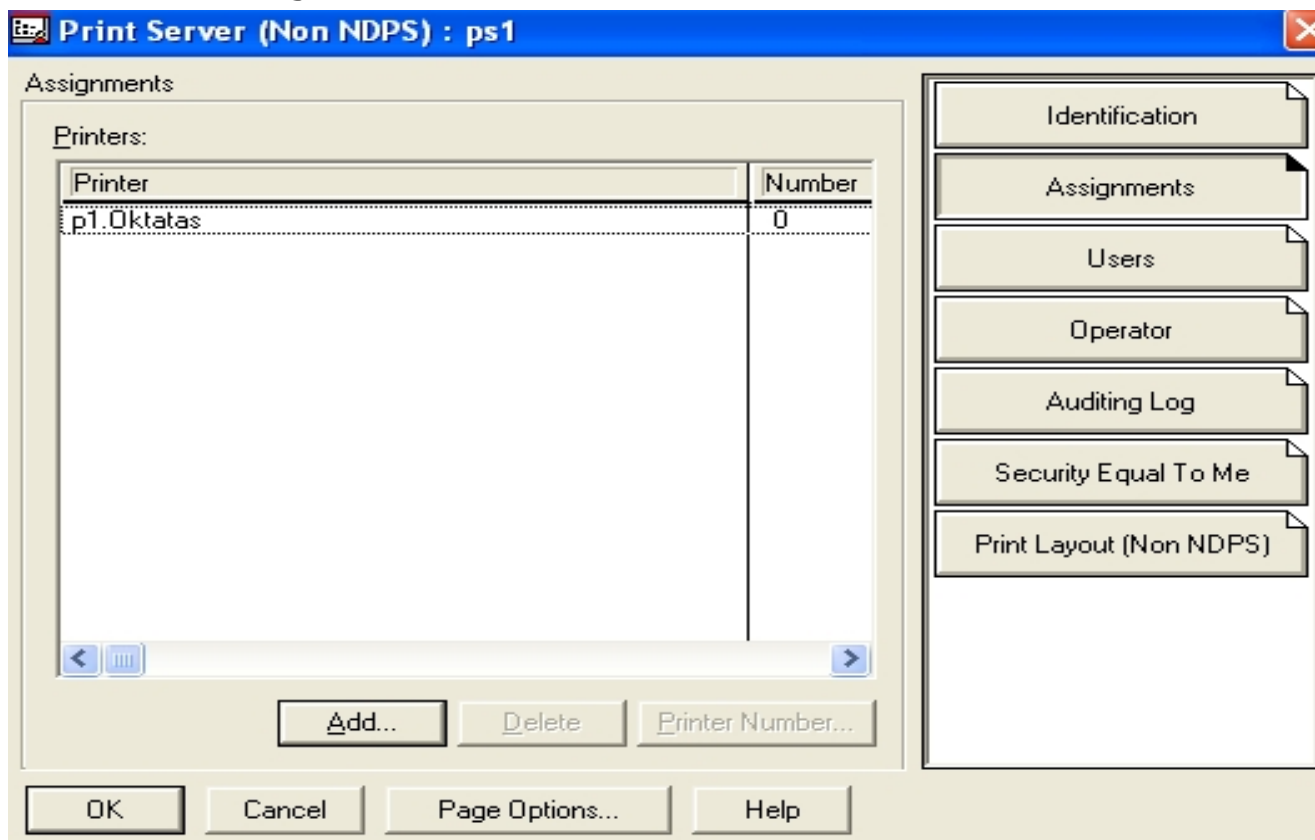 Print Server (Non NDPS) : ps1
Assignments
Printers:
Printer Number
p1.Oktatas 0
Add... Delete Printer Number...
OK Cancel Page Options... Help
Identification
Assignments
Users
Operator
Auditing Log
Security Equal To Me
Print Layout (Non NDPS)